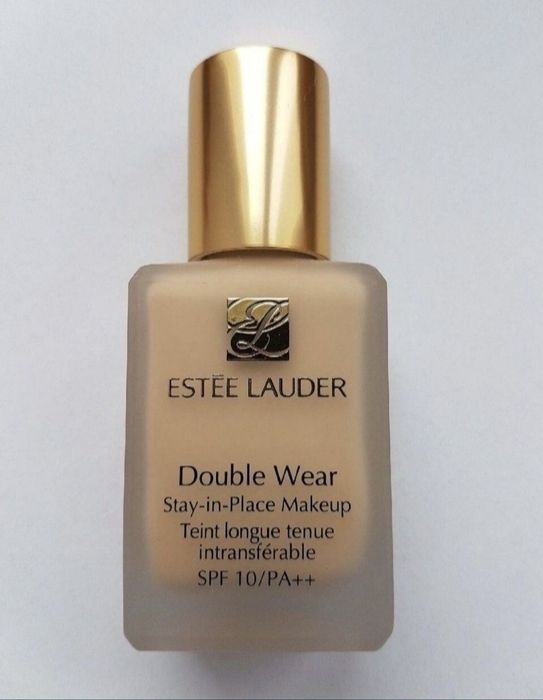 ESTĒE LAUDER
Double Wear
Stay-in-Place Makeup
Teint longue tenue
intransférable
SPF 10/PA++